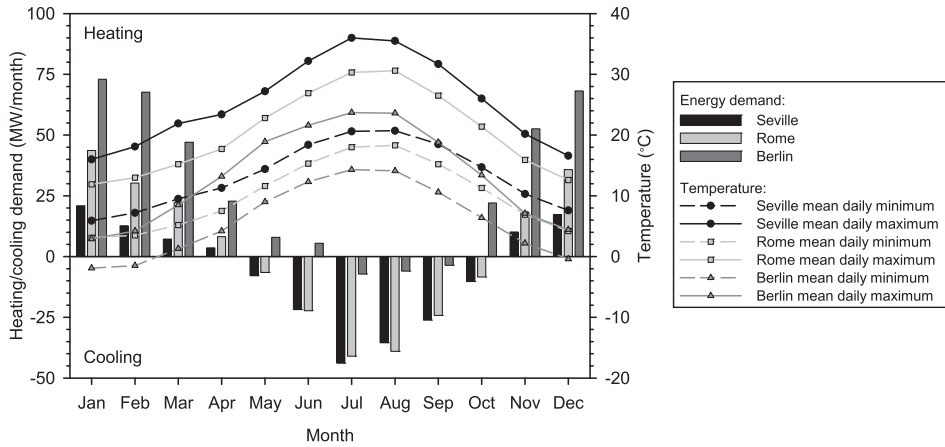 Heating/cooling demand (MW/month)
100
75
50
25
0
-25
-50
Heating
Cooling
Jan Feb Mar Apr May Jun Jul Aug Sep Oct Nov Dec
Month
40
30
20
10
0
-10
-20
Temperature (°C)
Energy demand:
Seville
Rome
Berlin
Temperature:
Seville mean daily minimum
Seville mean daily maximum
Rome mean daily minimum
Rome mean daily maximum
Berlin mean daily minimum
Berlin mean daily maximum